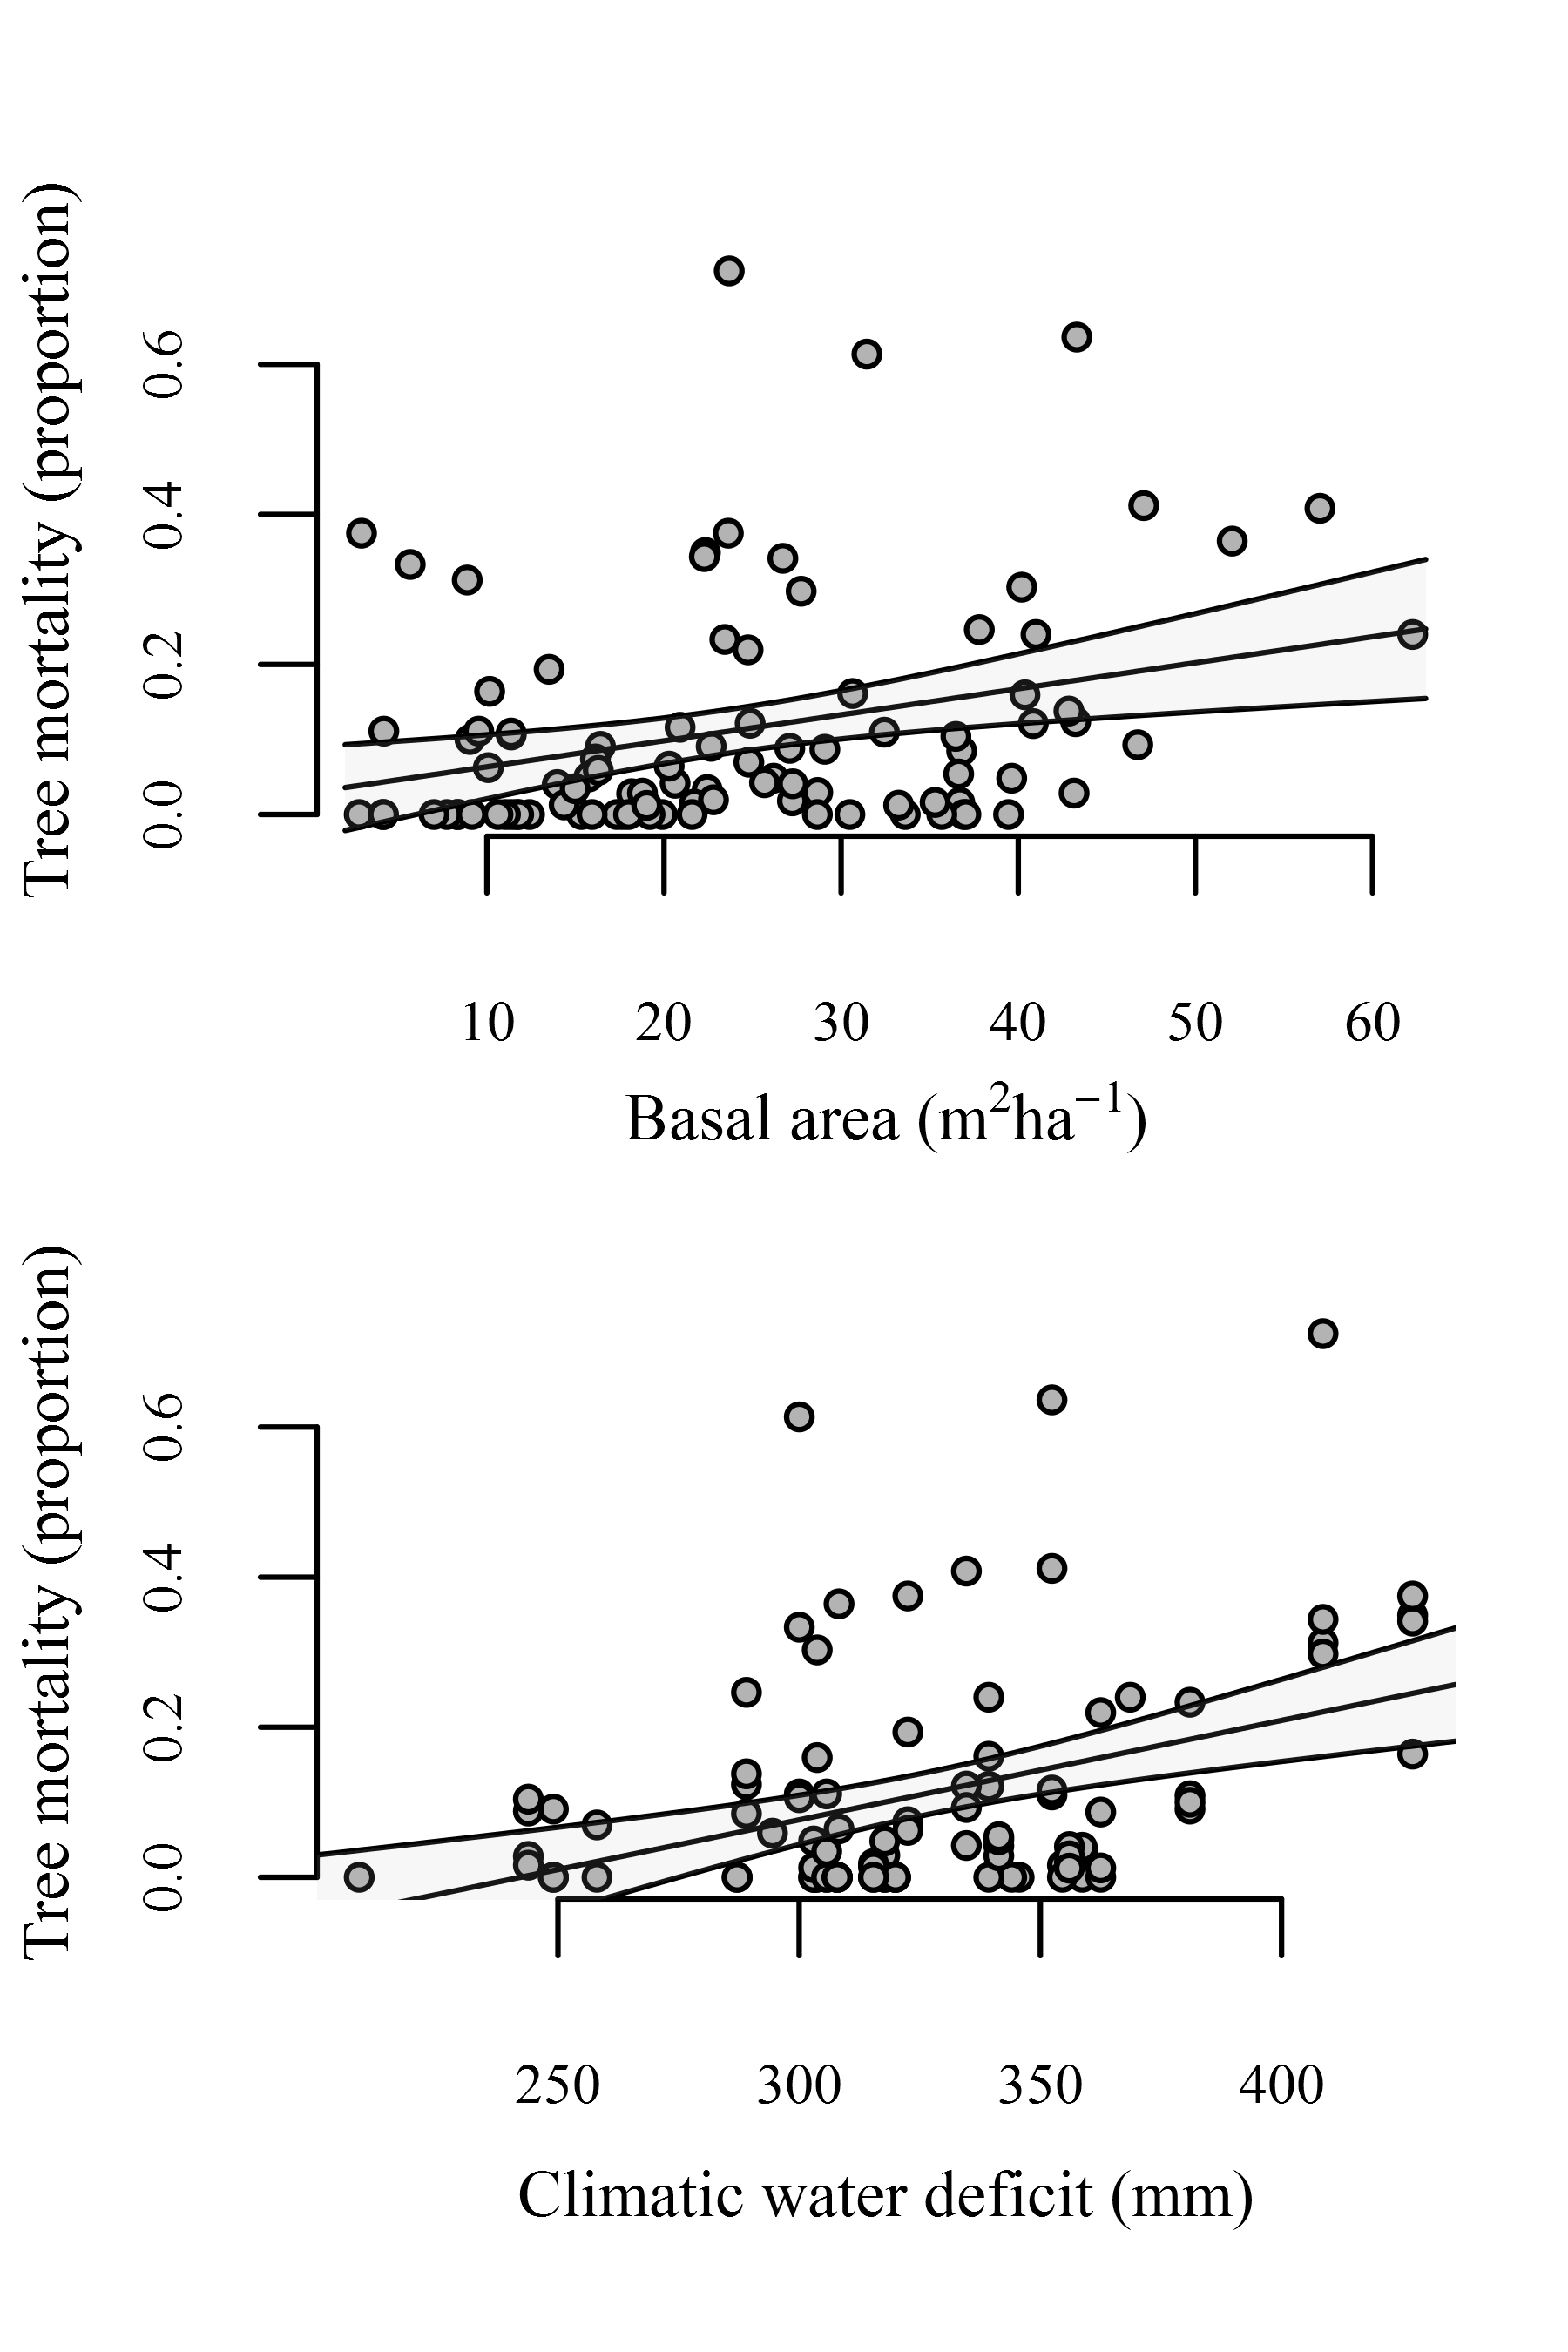 Tree mortality (proportion)
0.6
0.4
0.2
0.0
10 20 30 40 50 60
Basal area (m²ha⁻¹)
Tree mortality (proportion)
0.6
0.4
0.2
0.0
250 300 350 400
Climatic water deficit (mm)